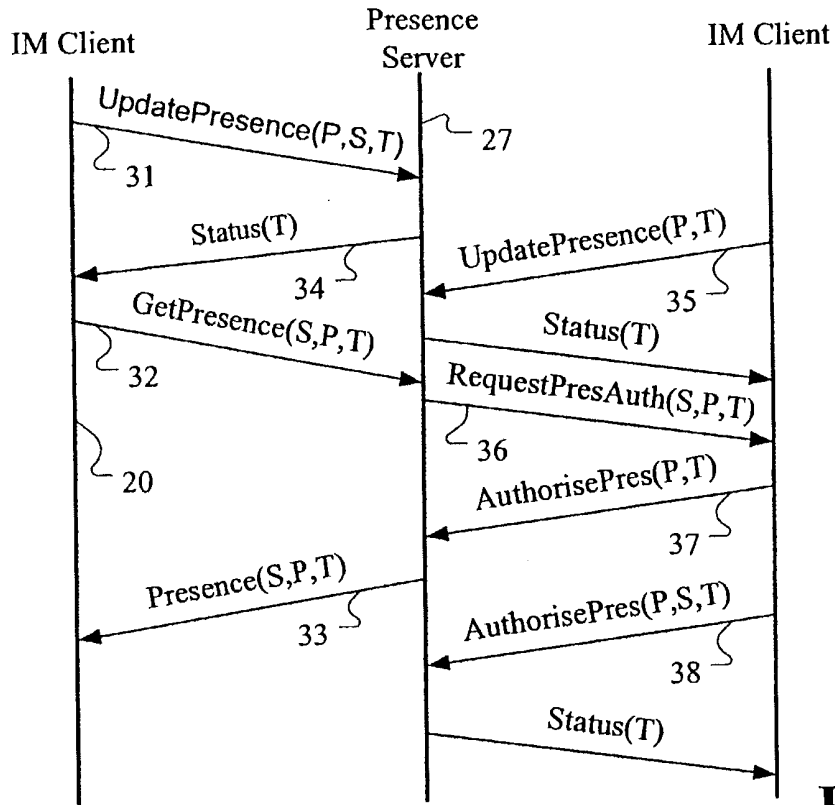 IM Client
Presence
Server
IM Client
UpdatePresence(P,S,T)
31
27
Status(T)
34
UpdatePresence(P,T)
35
GetPresence(S,P,T)
32
Status(T)
RequestPresAuth(S,P,T)
36
20
AuthorisePres(P,T)
37
Presence(S,P,T)
33
AuthorisePres(P,S,T)
38
Status(T)